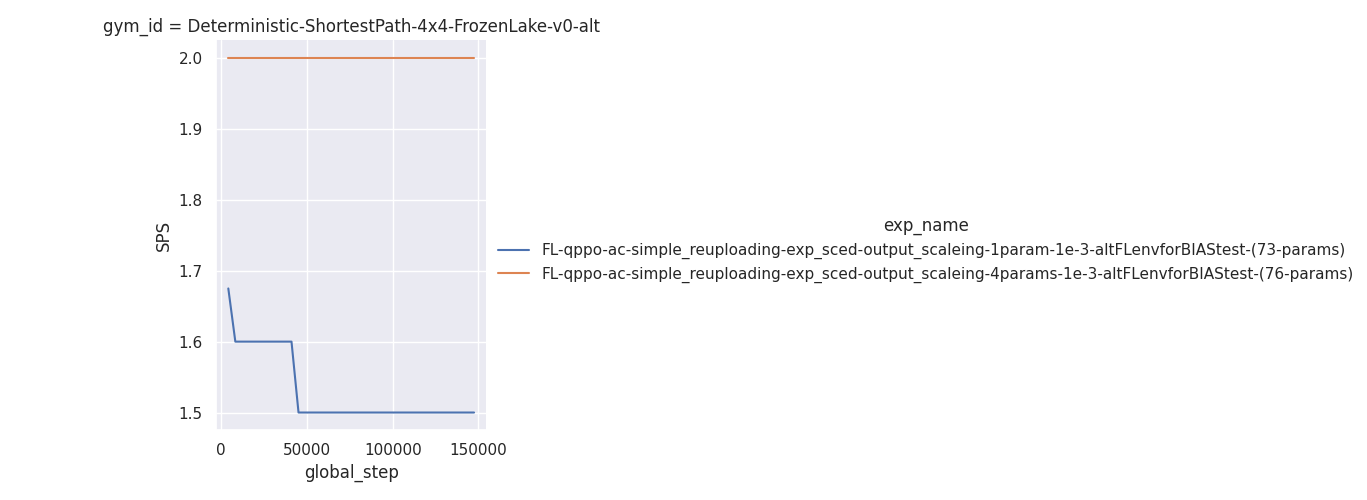 gym_id = Deterministic-ShortestPath-4x4-FrozenLake-v0-alt
2.0
1.9
1.8
1.7
1.6
1.5
SPS
0
50000
100000
150000
global_step
exp_name
FL-qppo-ac-simple_reuploading-exp_sced-output_scaleing-1param-1e-3-altFLenvforBIAStest-(73-params)
FL-qppo-ac-simple_reuploading-exp_sced-output_scaleing-4params-1e-3-altFLenvforBIAStest-(76-params)